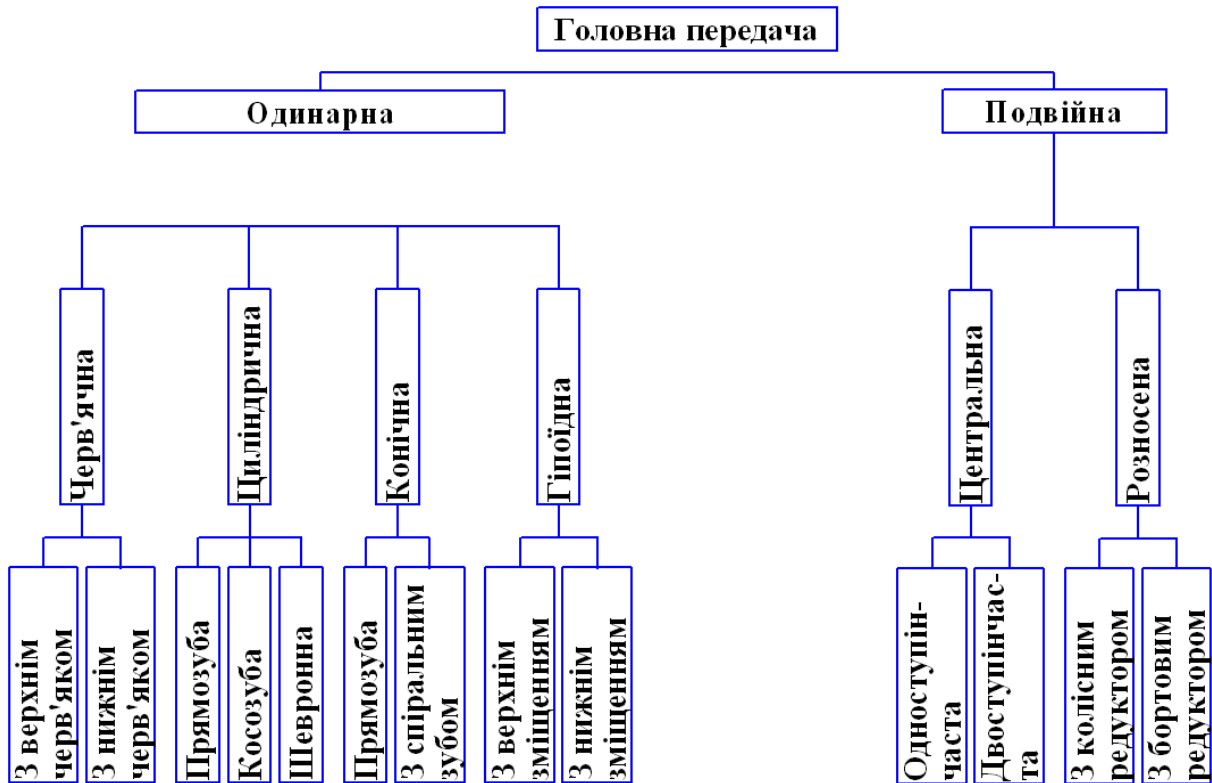 Головна передача
Одинарна
Подвійна
Черв'ячна
Циліндрична
Конічна
Гіпоїдна
Центральна
Розносена
З верхнім
черв'яком
З нижнім
черв'яком
Прямозуба
Косозуба
Шевронна
Прямозуба
З спіральним
зубом
З верхнім
зміщенням
З нижнім
зміщенням
Одноступін-
часта
Двоступінчас-
та
З колісним
редуктором
З бортовим
редуктором